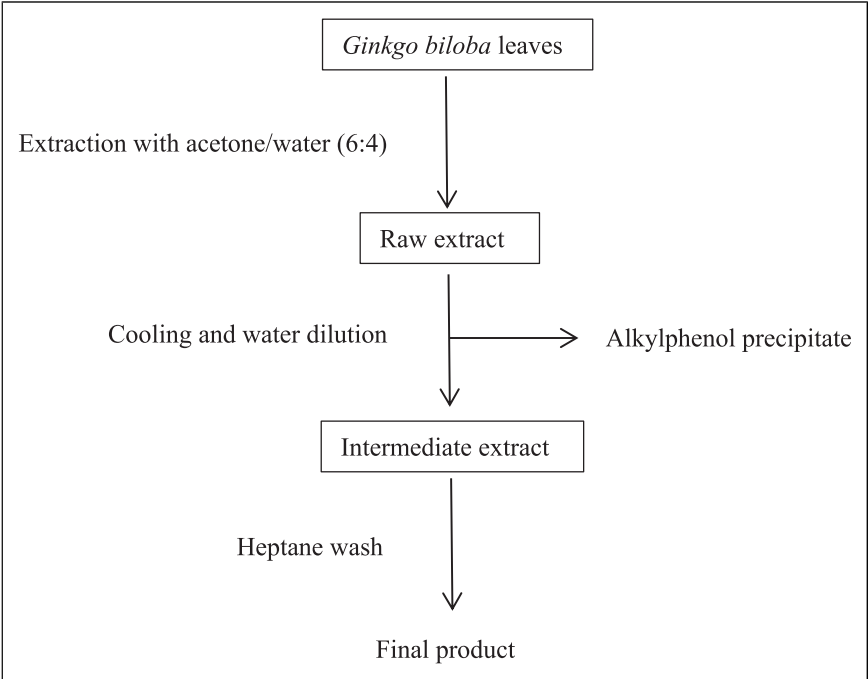 Ginkgo biloba leaves
Extraction with acetone/water (6:4)
Raw extract
Cooling and water dilution
Alkylphenol precipitate
Intermediate extract
Heptane wash
Final product